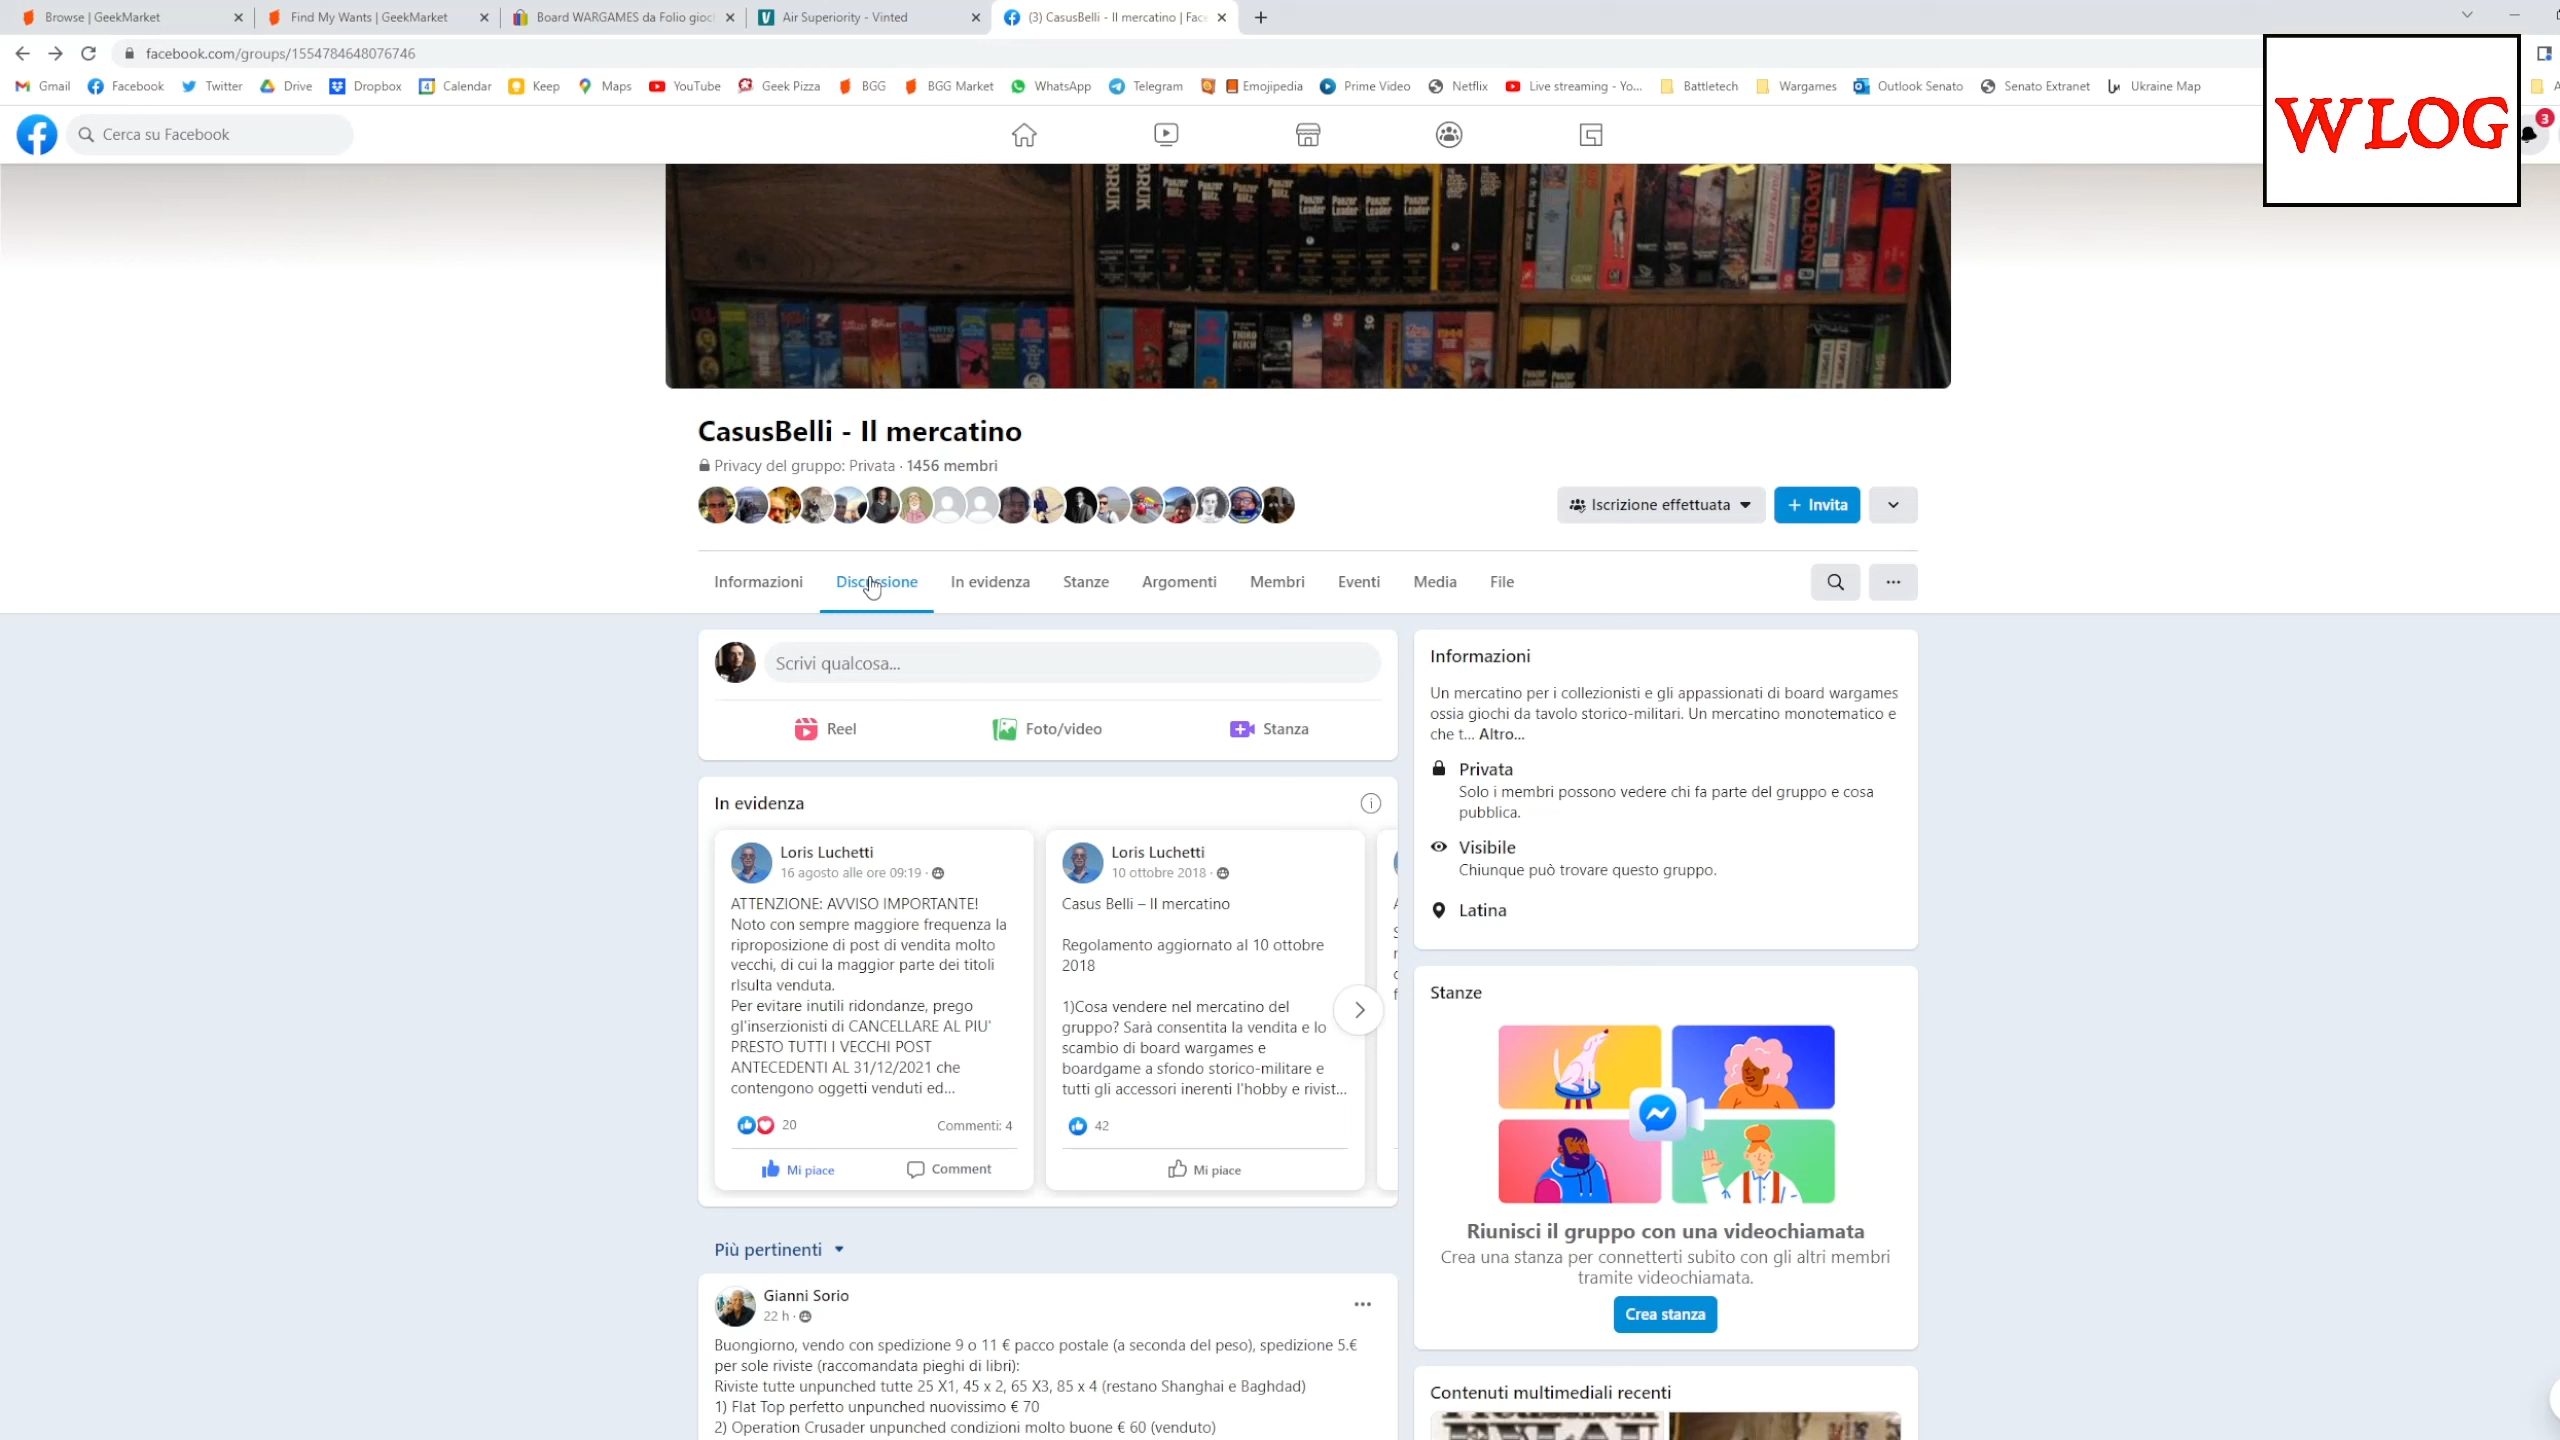 Browse | GeekMarket
Find My Wants | GeekMarket
Board WARGAMES da Folio gioc
Air Superiority - Vinted
(3) CasusBelli - Il mercatino | Fac
facebook.com/groups/1554784648076746
Gmail Facebook Twitter Drive Dropbox Calendar Keep Maps YouTube Geek Pizza BGG BGG Market WhatsApp Telegram Emojipedia Prime Video Netflix Live streaming - Yo... Battletech Wargames Outlook Senato Senato Extranet Ukraine Map
WLOG
3
Cerca su Facebook
CasusBelli - Il mercatino
Privacy del gruppo: Privata · 1456 membri
Iscrizione effettuata
+ Invita
Informazioni Discussione In evidenza Stanze Argomenti Membri Eventi Media File
Scrivi qualcosa...
Reel Foto/video Stanza
In evidenza
Loris Luchetti
16 agosto alle ore 09:19 ·
ATTENZIONE: AVVISO IMPORTANTE!
Noto con sempre maggiore frequenza la
riproposizione di post di vendita molto
vecchi, di cui la maggior parte dei titoli
rIsulta venduta.
Per evitare inutili ridondanze, prego
gl'inserzionisti di CANCELLARE AL PIU'
PRESTO TUTTI I VECCHI POST
ANTECEDENTI AL 31/12/2021 che
contengono oggetti venduti ed...
20
Commenti: 4
Mi piace
Comment
Loris Luchetti
10 ottobre 2018 ·
Casus Belli – Il mercatino
Regolamento aggiornato al 10 ottobre
2018
1)Cosa vendere nel mercatino del
gruppo? Sarà consentita la vendita e lo
scambio di board wargames e
boardgame a sfondo storico-militare e
tutti gli accessori inerenti l'hobby e rivist...
42
Mi piace
Più pertinenti
Gianni Sorio
22 h ·
Buongiorno, vendo con spedizione 9 o 11 € pacco postale (a seconda del peso), spedizione 5.€
per sole riviste (raccomandata pieghi di libri):
Riviste tutte unpunched tutte 25 X1, 45 x 2, 65 X3, 85 x 4 (restano Shanghai e Baghdad)
1) Flat Top perfetto unpunched nuovissimo € 70
2) Operation Crusader unpunched condizioni molto buone € 60 (venduto)
Informazioni
Un mercatino per i collezionisti e gli appassionati di board wargames
ossia giochi da tavolo storico-militari. Un mercatino monotematico e
che t... Altro...
Privata
Solo i membri possono vedere chi fa parte del gruppo e cosa
pubblica.
Visibile
Chiunque può trovare questo gruppo.
Latina
Stanze
Riunisci il gruppo con una videochiamata
Crea una stanza per connetterti subito con gli altri membri
tramite videochiamata.
Crea stanza
Contenuti multimediali recenti